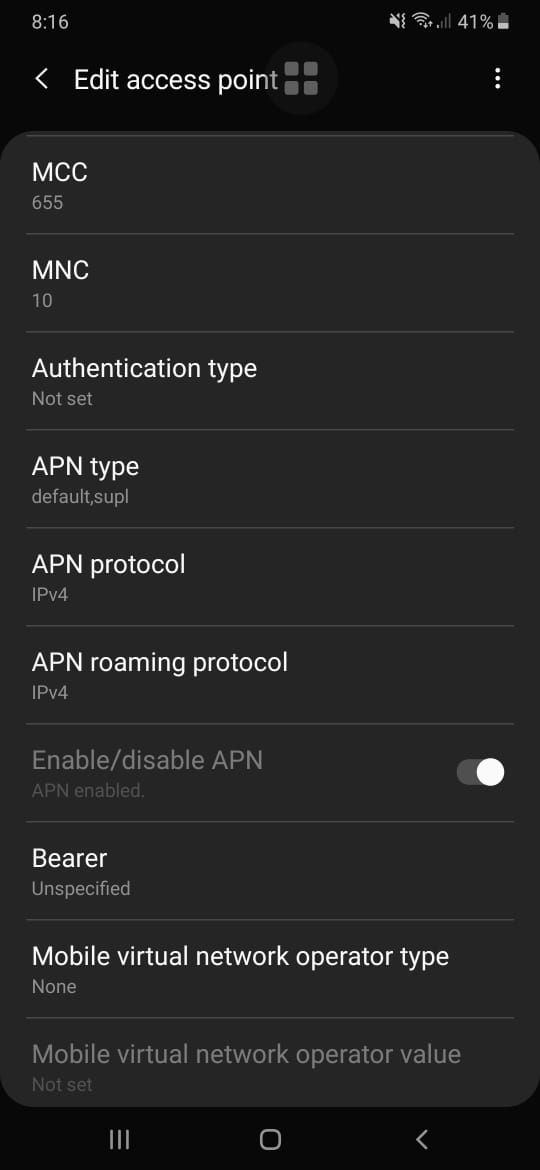 8:16
41%
Edit access point
MCC
655
MNC
10
Authentication type
Not set
APN type
default,supl
APN protocol
IPv4
APN roaming protocol
IPv4
Enable/disable APN
APN enabled.
Bearer
Unspecified
Mobile virtual network operator type
None
Mobile virtual network operator value
Not set